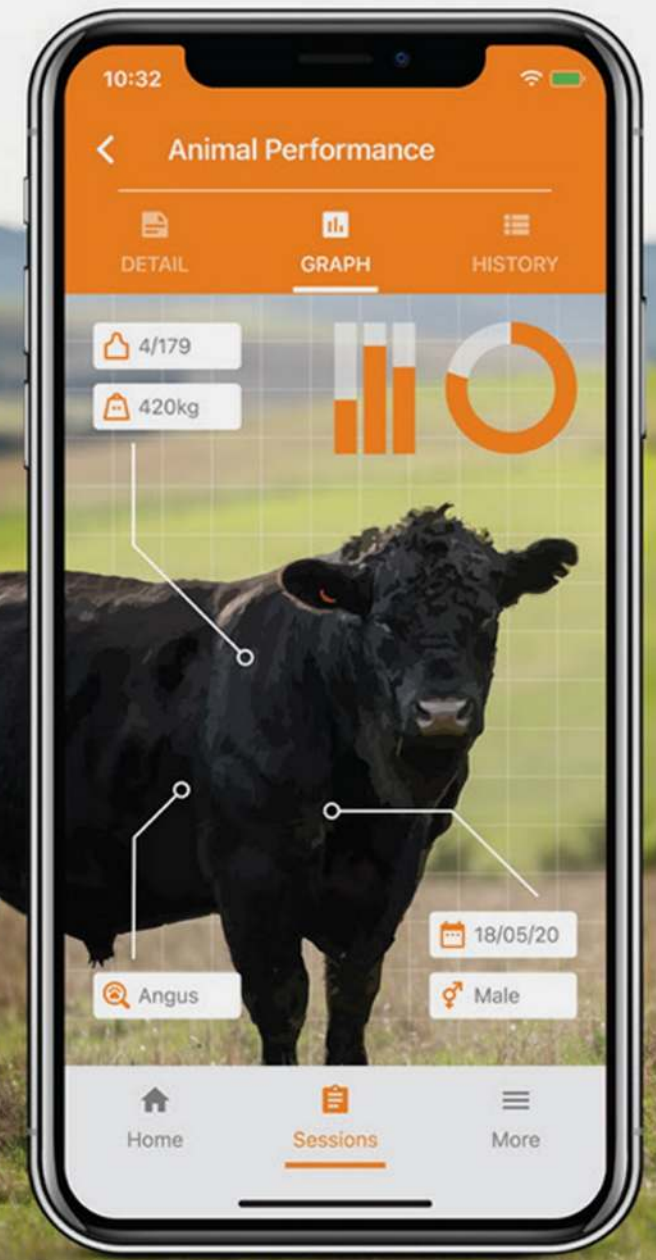 10:32
Animal Performance
DETAIL
GRAPH
HISTORY
4/179
420kg
18/05/20
Angus
Male
Home
Sessions
More